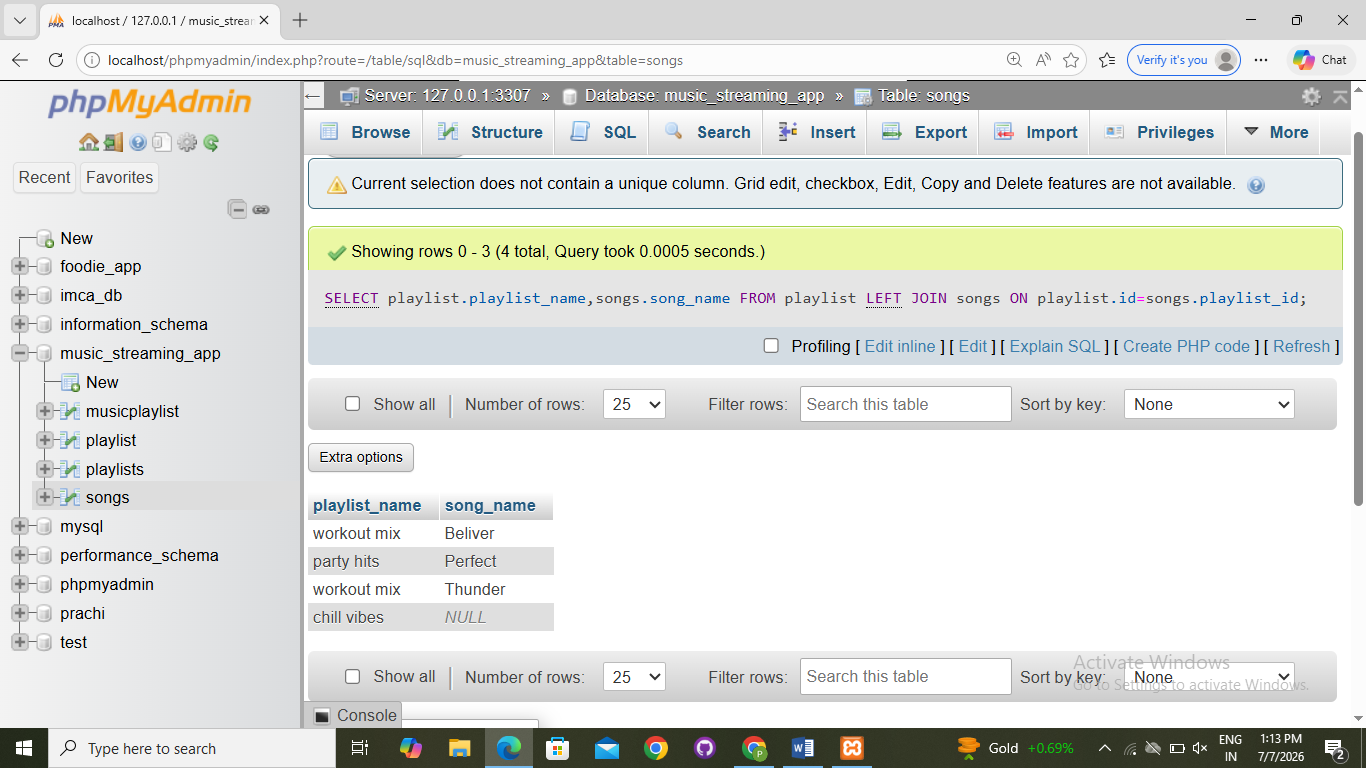 localhost / 127.0.0.1 / music_strea
localhost/phpmyadmin/index.php?route=/table/sql&db=music_streaming_app&table=songs
Verify it's you
Chat
phpMyAdmin
Recent
Favorites
New
foodie_app
imca_db
information_schema
music_streaming_app
New
musicplaylist
playlist
playlists
songs
mysql
performance_schema
phpmyadmin
prachi
test
Server: 127.0.0.1:3307 » Database: music_streaming_app » Table: songs
Browse Structure SQL Search Insert Export Import Privileges More
Current selection does not contain a unique column. Grid edit, checkbox, Edit, Copy and Delete features are not available.
Showing rows 0 - 3 (4 total, Query took 0.0005 seconds.)
SELECT playlist.playlist_name,songs.song_name FROM playlist LEFT JOIN songs ON playlist.id=songs.playlist_id;
Profiling [ Edit inline ] [ Edit ] [ Explain SQL ] [ Create PHP code ] [ Refresh ]
Show all Number of rows: 25 Filter rows: Search this table Sort by key: None
Extra options
playlist_name song_name
workout mix Beliver
party hits Perfect
workout mix Thunder
chill vibes NULL
Show all Number of rows: 25 Filter rows: Search this table Sort by key: None
Activate Windows
Go to Settings to activate Windows.
Console
Type here to search
Gold +0.69%
ENG
IN
1:13 PM
7/7/2026
2